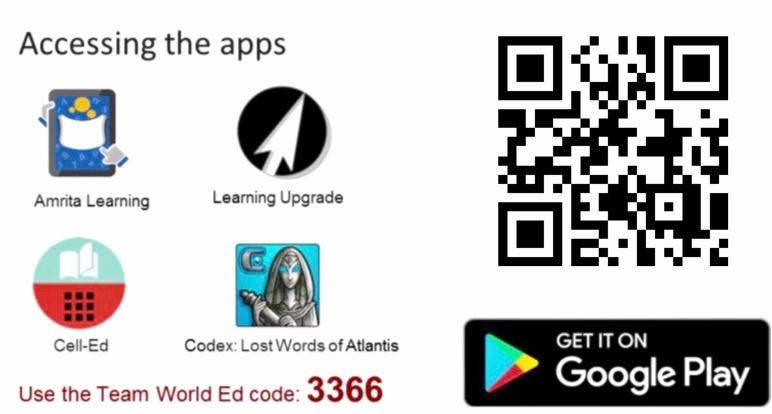 Accessing the apps
Amrita Learning
Learning Upgrade
Cell-Ed
Codex: Lost Words of Atlantis
Use the Team World Ed code: 3366
GET IT ON
Google Play